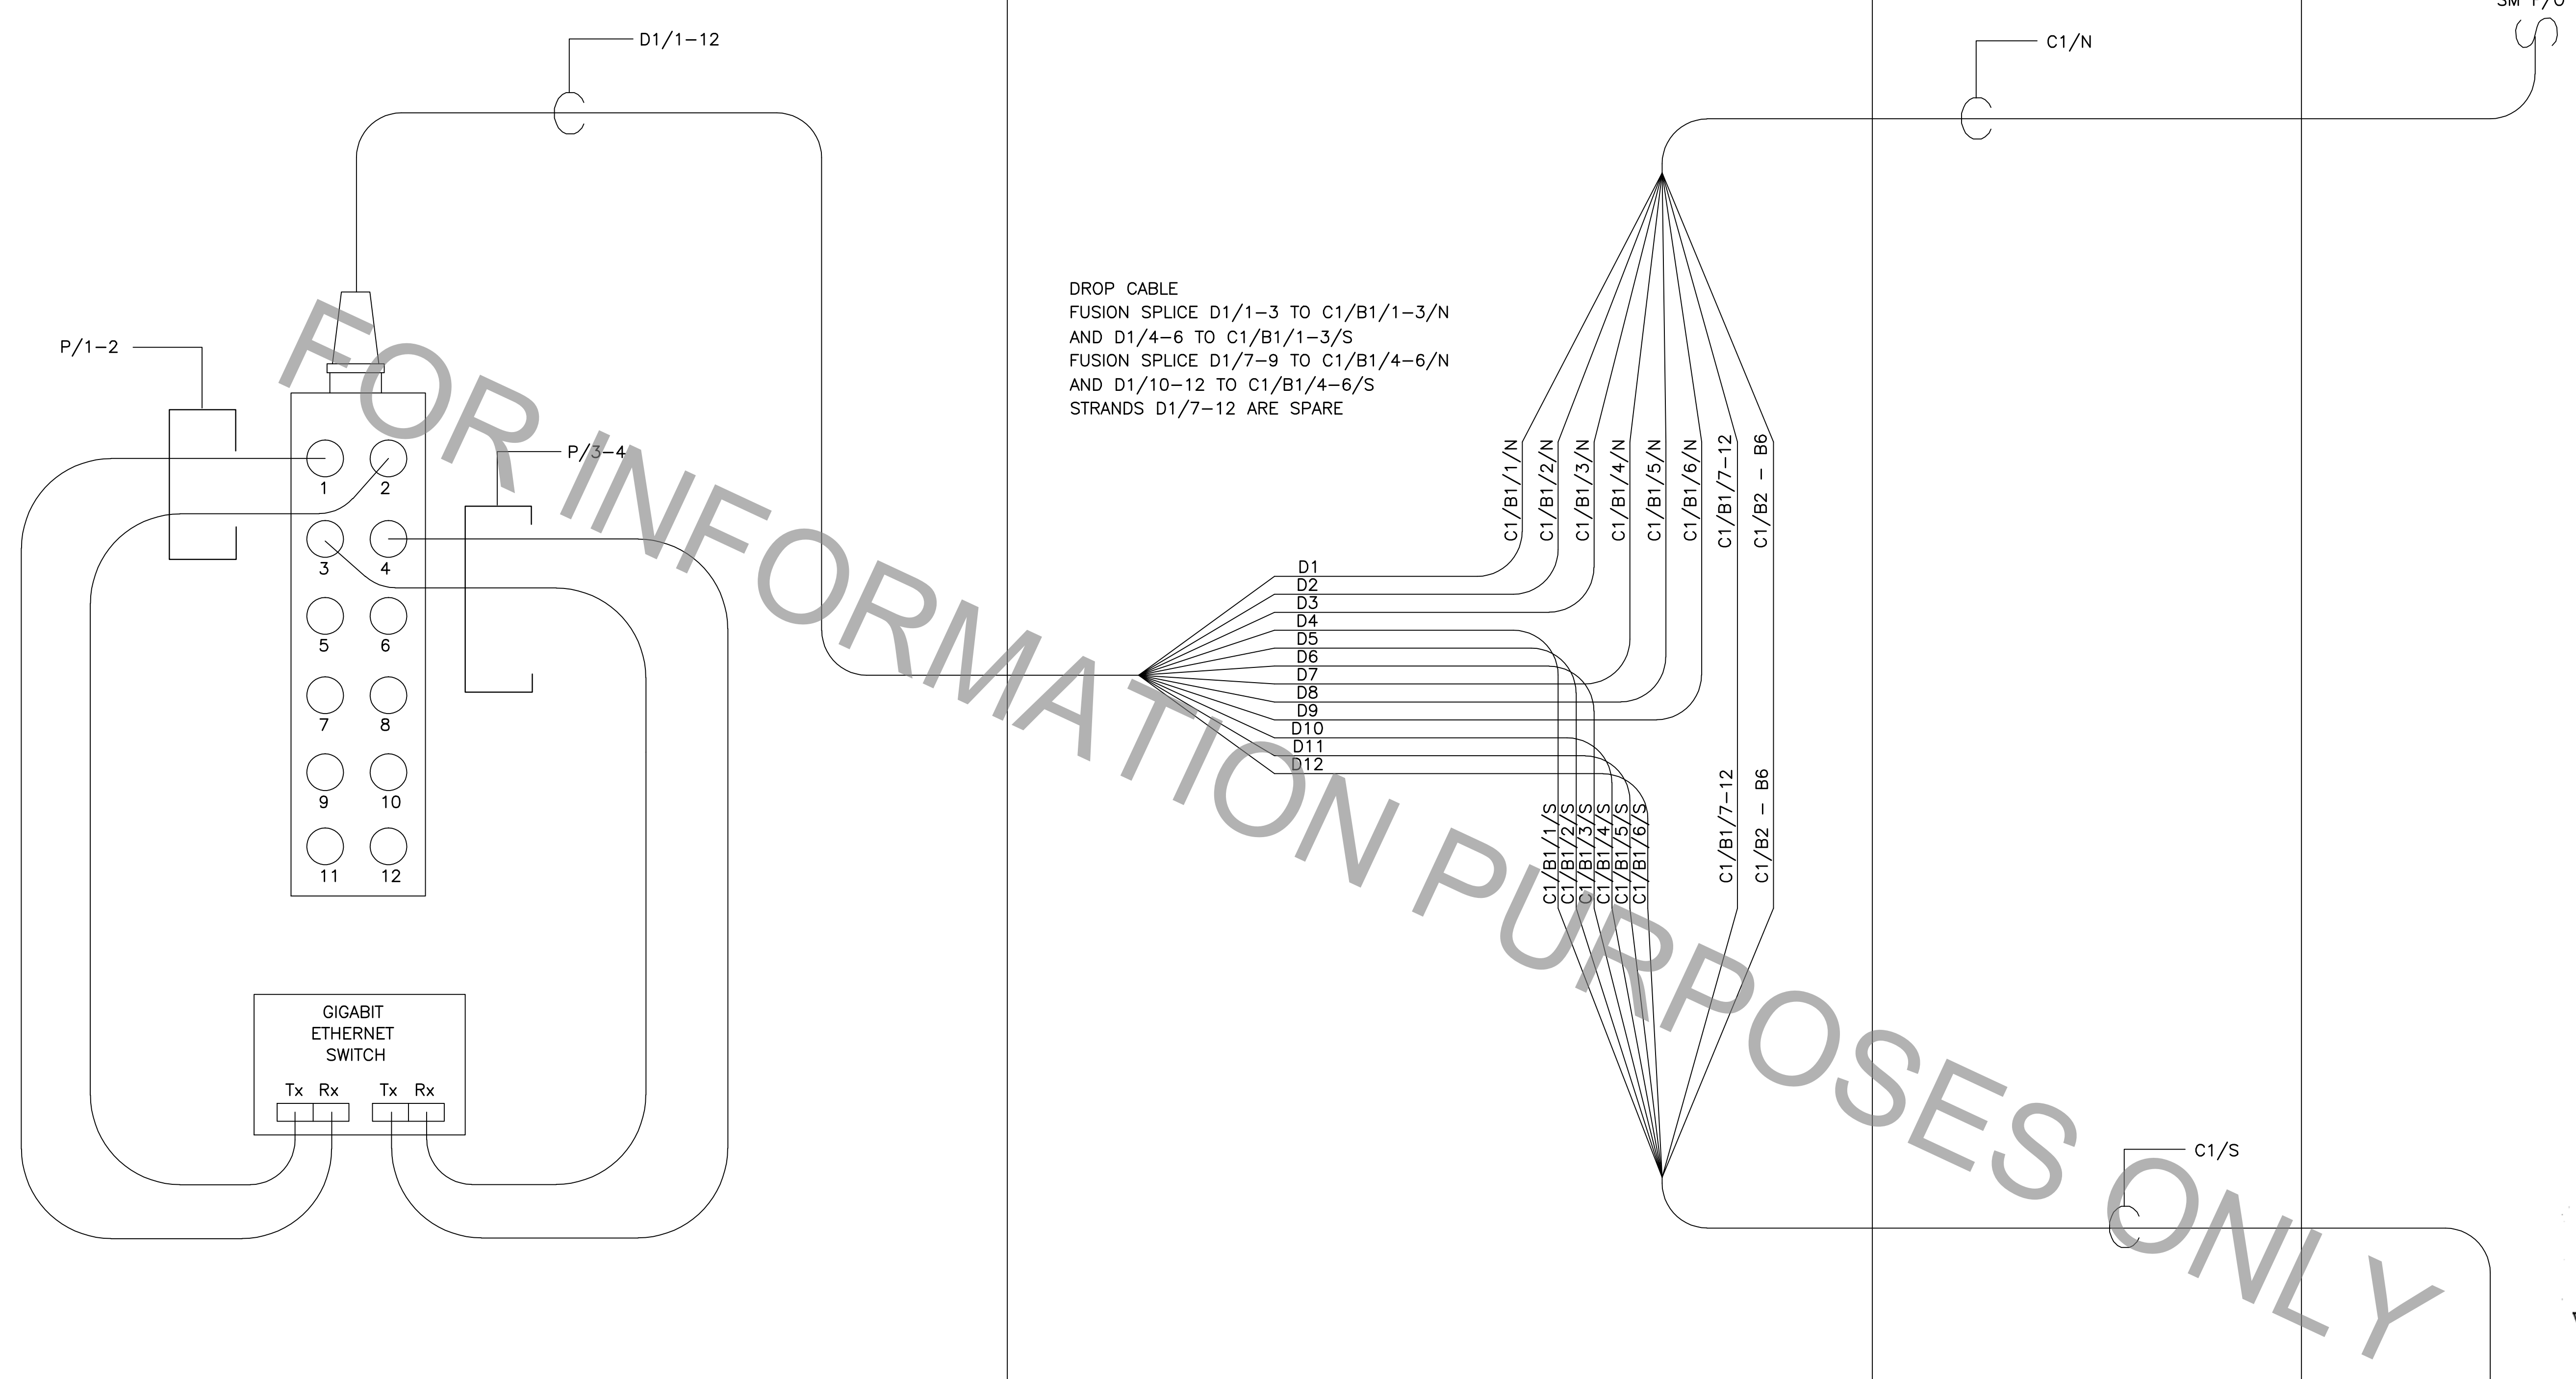 SM F/O
D1/1-12
C1/N
DROP CABLE
FUSION SPLICE D1/1-3 TO C1/B1/1-3/N
AND D1/4-6 TO C1/B1/1-3/S
FUSION SPLICE D1/7-9 TO C1/B1/4-6/N
AND D1/10-12 TO C1/B1/4-6/S
STRANDS D1/7-12 ARE SPARE
P/1-2
P/3-4
1
2
3
4
5
6
7
8
9
10
11
12
C1/B1/1/N
C1/B1/2/N
C1/B1/3/N
C1/B1/4/N
C1/B1/5/N
C1/B1/6/N
C1/B1/7-12
C1/B2 - B6
D1
D2
D3
D4
D5
D6
D7
D8
D9
D10
D11
D12
C1/B1/1/S
C1/B1/2/S
C1/B1/3/S
C1/B1/4/S
C1/B1/5/S
C1/B1/6/S
C1/B1/7-12
C1/B2 - B6
GIGABIT
ETHERNET
SWITCH
Tx Rx Tx Rx
C1/S
FOR INFORMATION PURPOSES ONLY